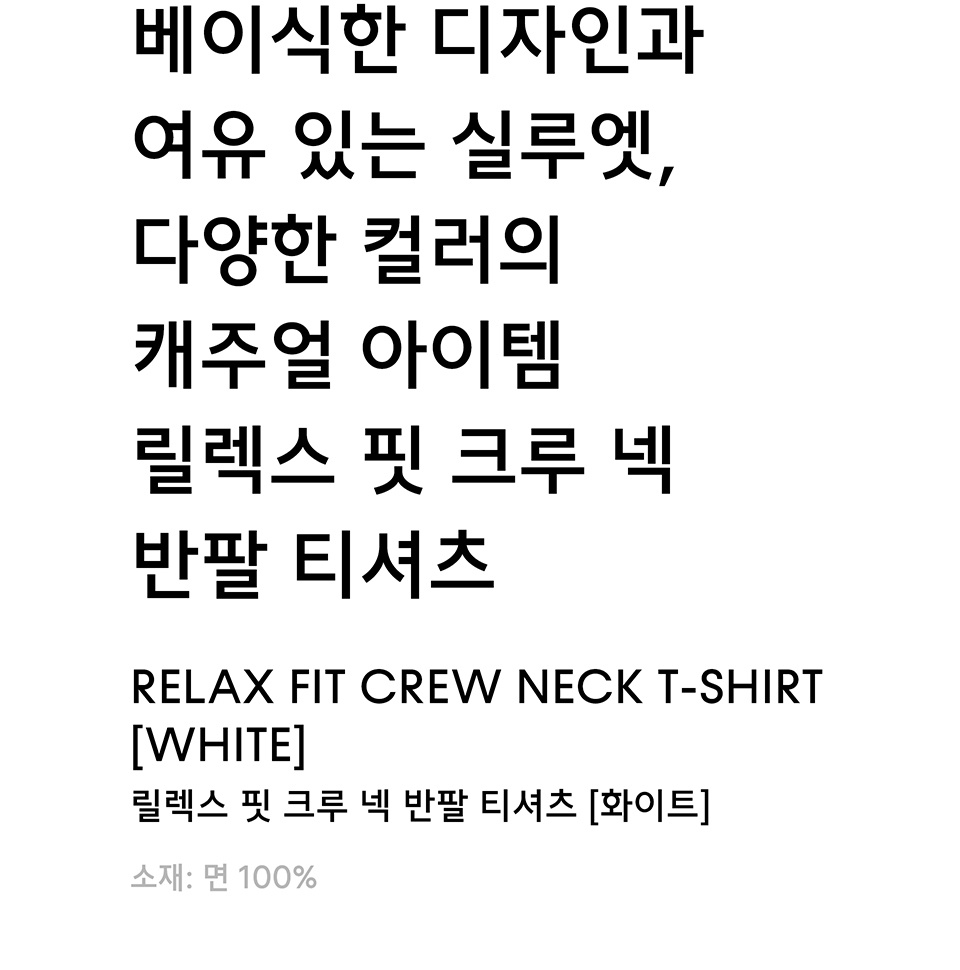 베이식한 디자인과
여유 있는 실루엣,
다양한 컬러의
캐주얼 아이템
릴렉스 핏 크루 넥
반팔 티셔츠
RELAX FIT CREW NECK T-SHIRT
[WHITE]
릴렉스 핏 크루 넥 반팔 티셔츠 [화이트]
소재: 면 100%